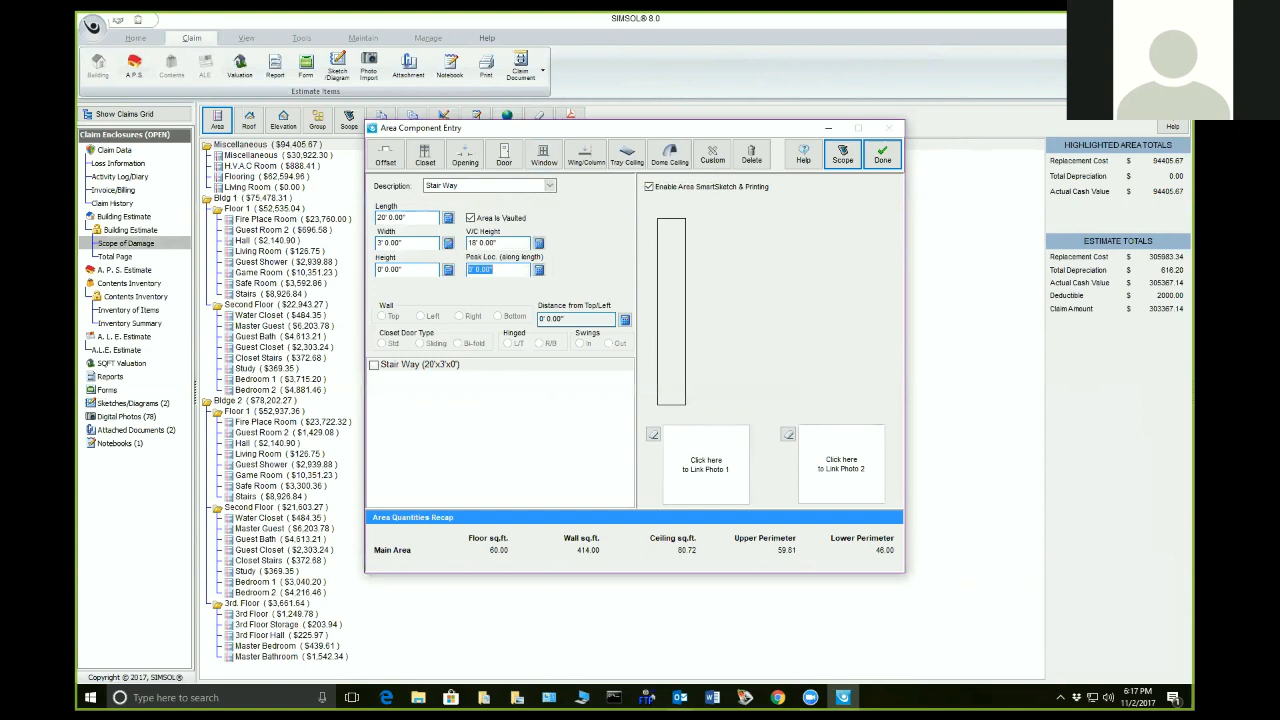 SIMSOL® 8.0
Home Claim View Tools Maintain Manage Help
Building A.P.S. Contents ALE Valuation Report Form Sketch/Diagram Photo Import Attachment Notebook Print Claim Document
Estimate Items
Show Claims Grid
Claim Enclosures (OPEN)
Claim Data
Loss Information
Activity Log/Diary
Invoice/Billing
Claim History
Building Estimate
Building Estimate
Scope of Damage
Total Page
A. P. S. Estimate
Contents Inventory
Contents Inventory
Inventory of Items
Inventory Summary
A. L. E. Estimate
A.L.E. Estimate
SQFT Valuation
Reports
Forms
Sketches/Diagrams (2)
Digital Photos (78)
Attached Documents (2)
Notebooks (1)
Copyright © 2017, SIMSOL®
Area Roof Elevation Group Scope
Help
Miscellaneous ($94,405.67)
Miscellaneous ($30,922.30)
H.V.A.C Room ($888.41)
Flooring ($62,594.96)
Living Room ($0.00)
Bldg 1 ($75,478.31)
Floor 1 ($52,535.04)
Fire Place Room ($23,760.00)
Guest Room 2 ($696.58)
Hall ($2,140.90)
Living Room ($126.75)
Guest Shower ($2,939.88)
Game Room ($10,351.23)
Safe Room ($3,592.86)
Stairs ($8,926.84)
Second Floor ($22,943.27)
Water Closet ($484.35)
Master Guest ($6,203.78)
Guest Bath ($4,613.21)
Guest Closet ($2,303.24)
Closet Stairs ($372.68)
Study ($369.35)
Bedroom 1 ($3,715.20)
Bedroom 2 ($4,881.46)
Bldge 2 ($78,202.27)
Floor 1 ($52,937.36)
Fire Place Room ($23,722.32)
Guest Room 2 ($1,429.08)
Hall ($2,140.90)
Living Room ($126.75)
Guest Shower ($2,939.88)
Game Room ($10,351.23)
Safe Room ($3,300.36)
Stairs ($8,926.84)
Second Floor ($21,603.27)
Water Closet ($484.35)
Master Guest ($6,203.78)
Guest Bath ($4,613.21)
Guest Closet ($2,303.24)
Closet Stairs ($372.68)
Study ($369.35)
Bedroom 1 ($3,040.20)
Bedroom 2 ($4,216.46)
3rd. Floor ($3,661.64)
3rd Floor ($1,249.78)
3rd Floor Storage ($203.94)
3rd Floor Hall ($225.97)
Master Bedroom ($439.61)
Master Bathroom ($1,542.34)
Area Component Entry
Offset Closet Opening Door Window Wing/Column Tray Ceiling Dome Ceiling Custom Delete Help Scope Done
Description: Stair Way
Enable Area SmartSketch & Printing
Length
20' 0.00" Area Is Vaulted
Width V/C Height
3' 0.00" 18' 0.00"
Height Peak Loc. (along length)
0' 0.00" 0' 0.00"
Wall Distance from Top/Left
Top Left Right Bottom 0' 0.00"
Closet Door Type Hinged Swings
Std Sliding Bi-fold L/T R/B In Out
Stair Way (20'x3'x0')
Click here to Link Photo 1
Click here to Link Photo 2
Area Quantities Recap
Floor sq.ft. Wall sq.ft. Ceiling sq.ft. Upper Perimeter Lower Perimeter
Main Area 60.00 414.00 80.72 59.81 46.00
HIGHLIGHTED AREA TOTALS
Replacement Cost $ 94405.67
Total Depreciation $ 0.00
Actual Cash Value $ 94405.67
ESTIMATE TOTALS
Replacement Cost $ 305983.34
Total Depreciation $ 616.20
Actual Cash Value $ 305367.14
Deductible $ 2000.00
Claim Amount $ 303367.14
Type here to search
6:17 PM
11/2/2017